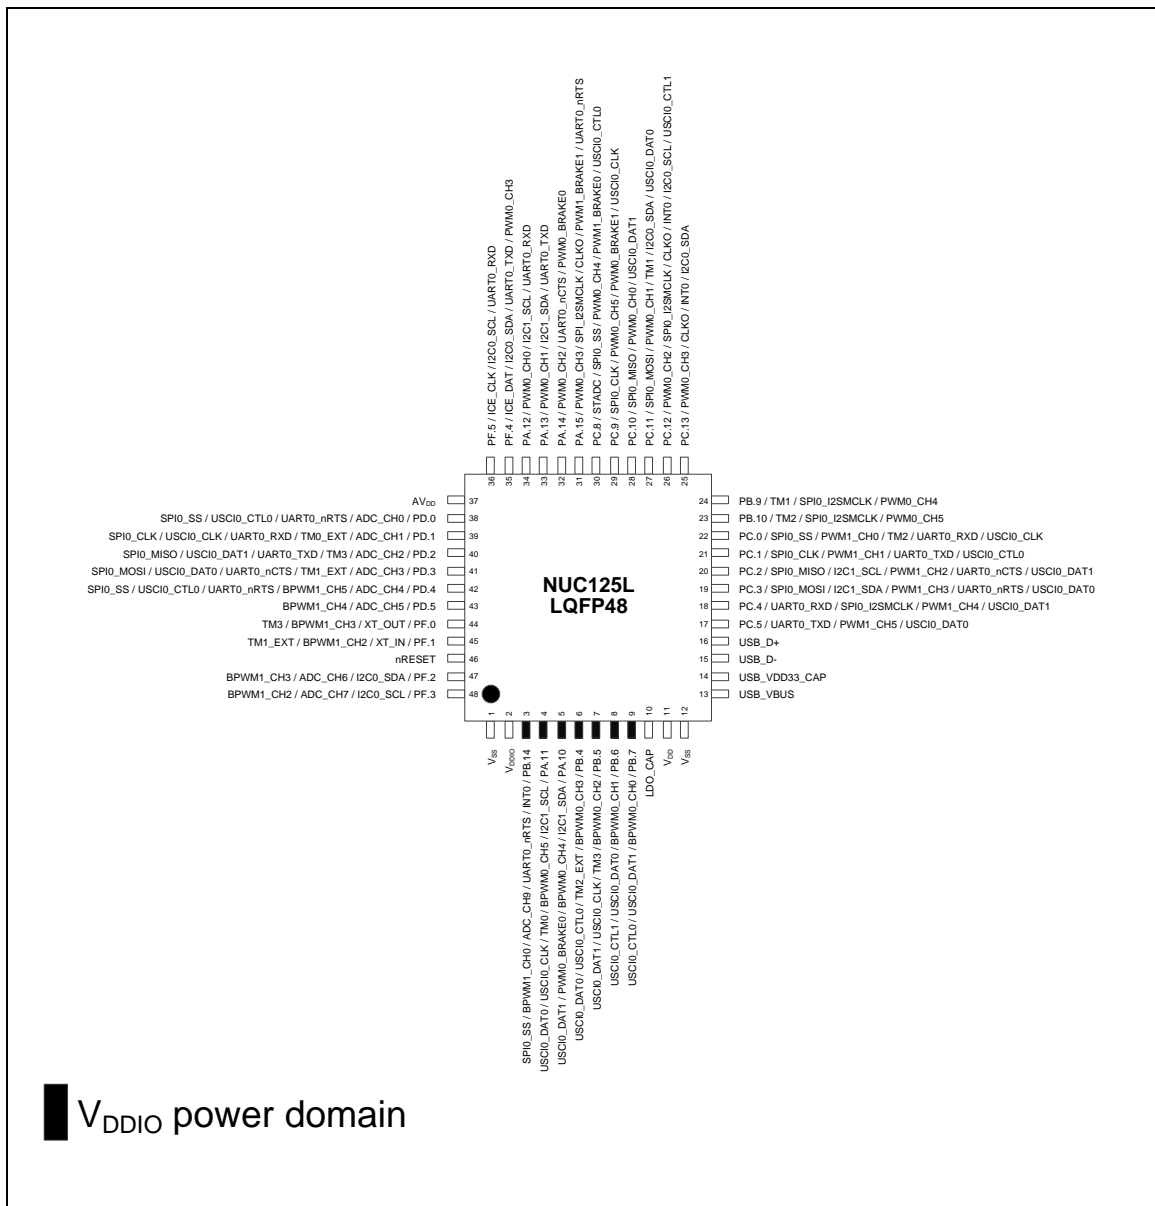 PF.5 / ICE_CLK / I2C0_SCL / UART0_RXD
PF.4 / ICE_DAT / I2C0_SDA / UART0_TXD / PWM0_CH3
PA.12 / PWM0_CH0 / I2C1_SCL / UART0_RXD
PA.13 / PWM0_CH1 / I2C1_SDA / UART0_TXD
PA.14 / PWM0_CH2 / UART0_nCTS / PWM0_BRAKE0
PA.15 / PWM0_CH3 / SPI_I2SMCLK / CLKO / PWM1_BRAKE1 / UART0_nRTS
PC.8 / STADC / SPI0_SS / PWM0_CH4 / PWM1_BRAKE0 / USCI0_CTL0
PC.9 / SPI0_CLK / PWM0_CH5 / PWM0_BRAKE1 / USCI0_CLK
PC.10 / SPI0_MISO / PWM0_CH0 / USCI0_DAT1
PC.11 / SPI0_MOSI / PWM0_CH1 / TM1 / I2C0_SDA / USCI0_DAT0
PC.12 / PWM0_CH2 / SPI0_I2SMCLK / CLKO / INT0 / I2C0_SCL / USCI0_CTL1
PC.13 / PWM0_CH3 / CLKO / INT0 / I2C0_SDA
36 35 34 33 32 31 30 29 28 27 26 25
AVDD 37
SPI0_SS / USCI0_CTL0 / UART0_nRTS / ADC_CH0 / PD.0 38
SPI0_CLK / USCI0_CLK / UART0_RXD / TM0_EXT / ADC_CH1 / PD.1 39
SPI0_MISO / USCI0_DAT1 / UART0_TXD / TM3 / ADC_CH2 / PD.2 40
SPI0_MOSI / USCI0_DAT0 / UART0_nCTS / TM1_EXT / ADC_CH3 / PD.3 41
SPI0_SS / USCI0_CTL0 / UART0_nRTS / BPWM1_CH5 / ADC_CH4 / PD.4 42
BPWM1_CH4 / ADC_CH5 / PD.5 43
TM3 / BPWM1_CH3 / XT_OUT / PF.0 44
TM1_EXT / BPWM1_CH2 / XT_IN / PF.1 45
nRESET 46
BPWM1_CH3 / ADC_CH6 / I2C0_SDA / PF.2 47
BPWM1_CH2 / ADC_CH7 / I2C0_SCL / PF.3 48
NUC125L
LQFP48
24 PB.9 / TM1 / SPI0_I2SMCLK / PWM0_CH4
23 PB.10 / TM2 / SPI0_I2SMCLK / PWM0_CH5
22 PC.0 / SPI0_SS / PWM1_CH0 / TM2 / UART0_RXD / USCI0_CLK
21 PC.1 / SPI0_CLK / PWM1_CH1 / UART0_TXD / USCI0_CTL0
20 PC.2 / SPI0_MISO / I2C1_SCL / PWM1_CH2 / UART0_nCTS / USCI0_DAT1
19 PC.3 / SPI0_MOSI / I2C1_SDA / PWM1_CH3 / UART0_nRTS / USCI0_DAT0
18 PC.4 / UART0_RXD / SPI0_I2SMCLK / PWM1_CH4 / USCI0_DAT1
17 PC.5 / UART0_TXD / PWM1_CH5 / USCI0_DAT0
16 USB_D+
15 USB_D-
14 USB_VDD33_CAP
13 USB_VBUS
1 2 3 4 5 6 7 8 9 10 11 12
VSS
VDDIO
SPI0_SS / BPWM1_CH0 / ADC_CH9 / UART0_nRTS / INT0 / PB.14
USCI0_DAT0 / USCI0_CLK / TM0 / BPWM0_CH5 / I2C1_SCL / PA.11
USCI0_DAT1 / PWM0_BRAKE0 / BPWM0_CH4 / I2C1_SDA / PA.10
USCI0_DAT0 / USCI0_CTL0 / TM2_EXT / BPWM0_CH3 / PB.4
USCI0_DAT1 / USCI0_CLK / TM3 / BPWM0_CH2 / PB.5
USCI0_CTL1 / USCI0_DAT0 / BPWM0_CH1 / PB.6
USCI0_CTL0 / USCI0_DAT1 / BPWM0_CH0 / PB.7
LDO_CAP
VDD
VSS
VDDIO power domain